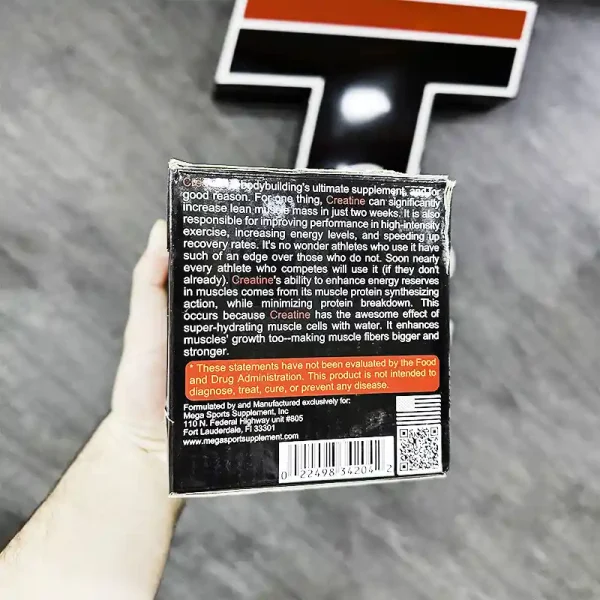 Creatine is bodybuilding's ultimate supplement, and for
good reason. For one thing, Creatine can significantly
increase lean muscle mass in just two weeks. It is also
responsible for improving performance in high-intensity
exercise, increasing energy levels, and speeding up
recovery rates. It's no wonder athletes who use it have
such of an edge over those who do not. Soon nearly
every athlete who competes will use it (if they don't
already). Creatine's ability to enhance energy reserves
in muscles comes from its muscle protein synthesizing
action, while minimizing protein breakdown. This
occurs because Creatine has the awesome effect of
super-hydrating muscle cells with water. It enhances
muscles' growth too--making muscle fibers bigger and
stronger.
* These statements have not been evaluated by the Food
and Drug Administration. This product is not intended to
diagnose, treat, cure, or prevent any disease.
Formulated by and Manufactured exclusively for:
Mega Sports Supplement, Inc
110 N. Federal Highway unit #805
Fort Lauderdale, Fl 33301
www.megasportsupplement.com
0 22498 34204 2